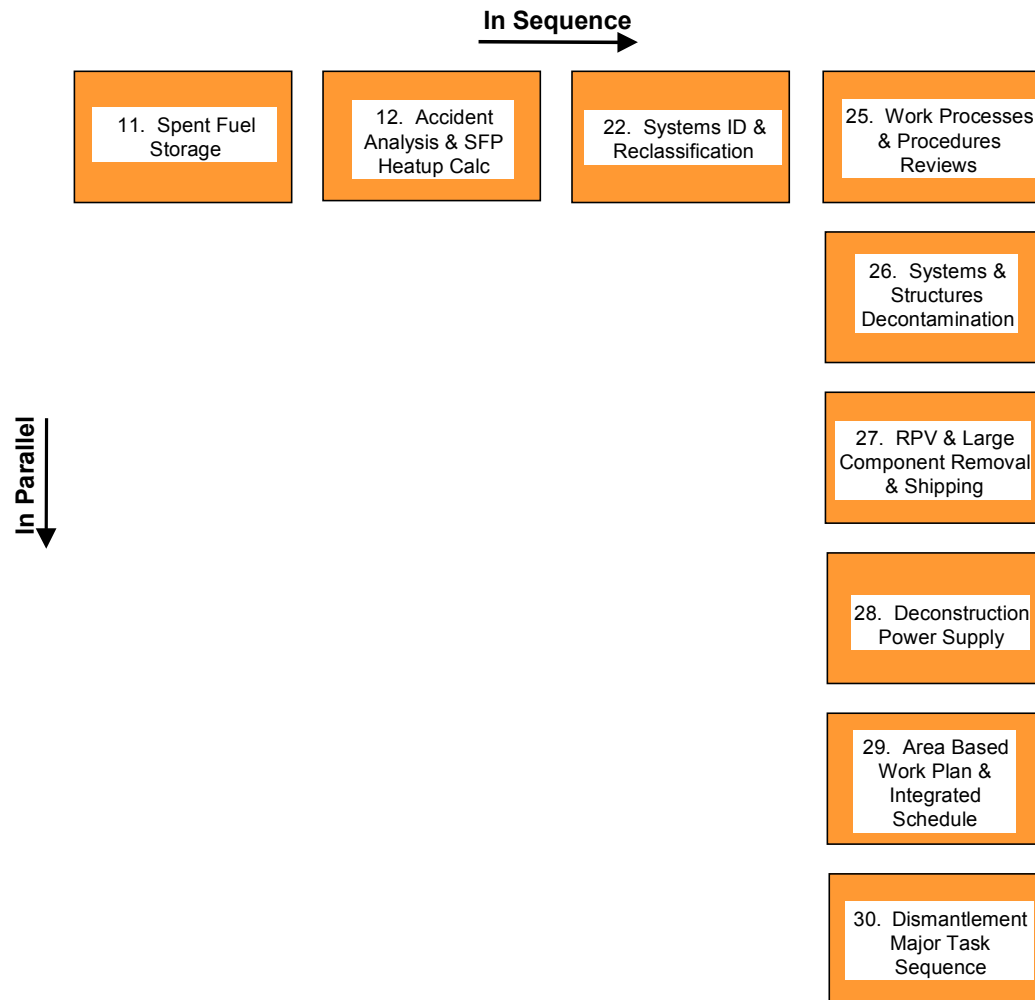 In Sequence
11. Spent Fuel
Storage
12. Accident
Analysis & SFP
Heatup Calc
22. Systems ID &
Reclassification
25. Work Processes
& Procedures
Reviews
26. Systems &
Structures
Decontamination
In Parallel
27. RPV & Large
Component Removal
& Shipping
28. Deconstruction
Power Supply
29. Area Based
Work Plan &
Integrated
Schedule
30. Dismantlement
Major Task
Sequence